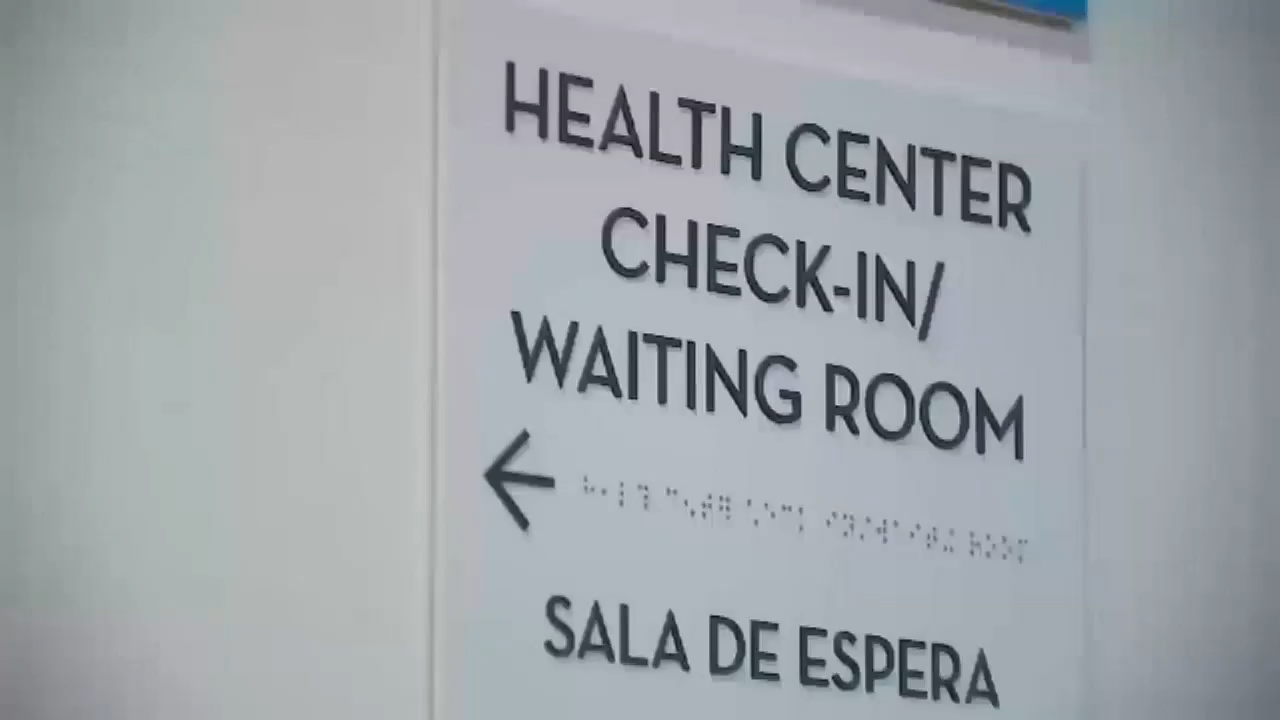 HEALTH CENTER
CHECK-IN/
WAITING ROOM
SALA DE ESPERA